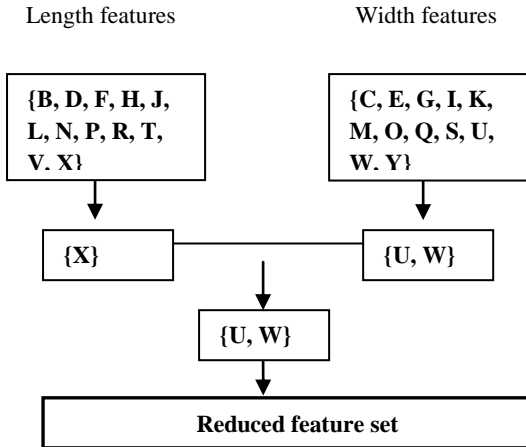 Length features
Width features
{B, D, F, H, J,
L, N, P, R, T,
V, X}
{C, E, G, I, K,
M, O, Q, S, U,
W, Y}
{X}
{U, W}
{U, W}
Reduced feature set